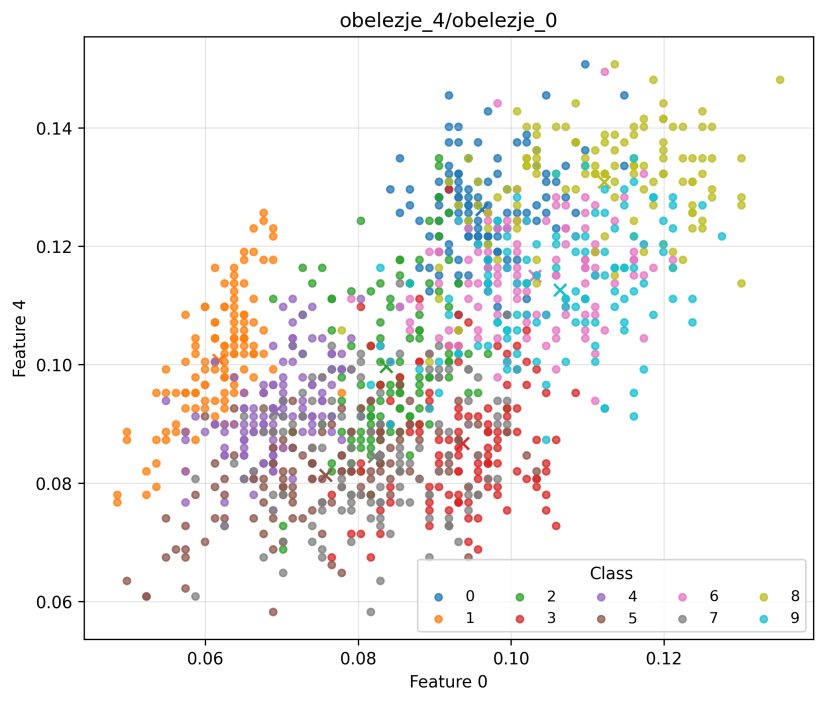 obelezje_4/obelezje_0
Feature 4
0.14
0.12
0.10
0.08
0.06
0.06 0.08 0.10 0.12
Feature 0
Class
0 2 4 6 8
1 3 5 7 9